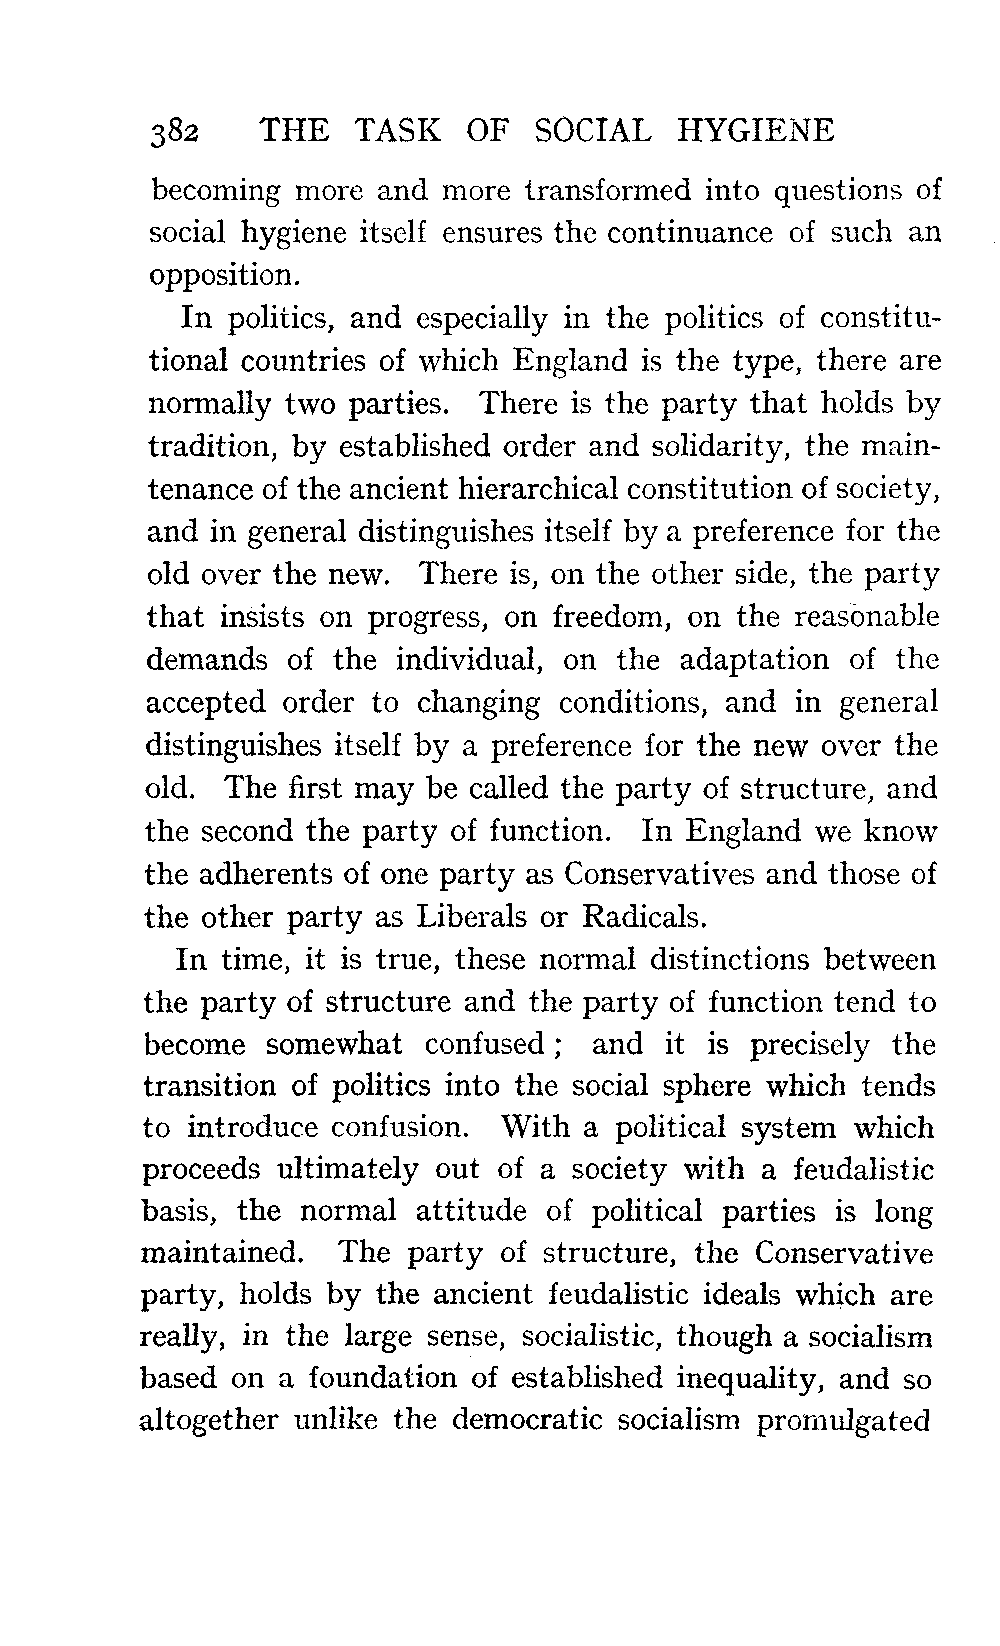 382 THE TASK OF SOCIAL HYGIENE
becoming more and more transformed into questions of
social hygiene itself ensures the continuance of such an
opposition.
In politics, and especially in the politics of constitu-
tional countries of which England is the type, there are
normally two parties. There is the party that holds by
tradition, by established order and solidarity, the main-
tenance of the ancient hierarchical constitution of society,
and in general distinguishes itself by a preference for the
old over the new. There is, on the other side, the party
that insists on progress, on freedom, on the reasonable
demands of the individual, on the adaptation of the
accepted order to changing conditions, and in general
distinguishes itself by a preference for the new over the
old. The first may be called the party of structure, and
the second the party of function. In England we know
the adherents of one party as Conservatives and those of
the other party as Liberals or Radicals.
In time, it is true, these normal distinctions between
the party of structure and the party of function tend to
become somewhat confused ; and it is precisely the
transition of politics into the social sphere which tends
to introduce confusion. With a political system which
proceeds ultimately out of a society with a feudalistic
basis, the normal attitude of political parties is long
maintained. The party of structure, the Conservative
party, holds by the ancient feudalistic ideals which are
really, in the large sense, socialistic, though a socialism
based on a foundation of established inequality, and so
altogether unlike the democratic socialism promulgated